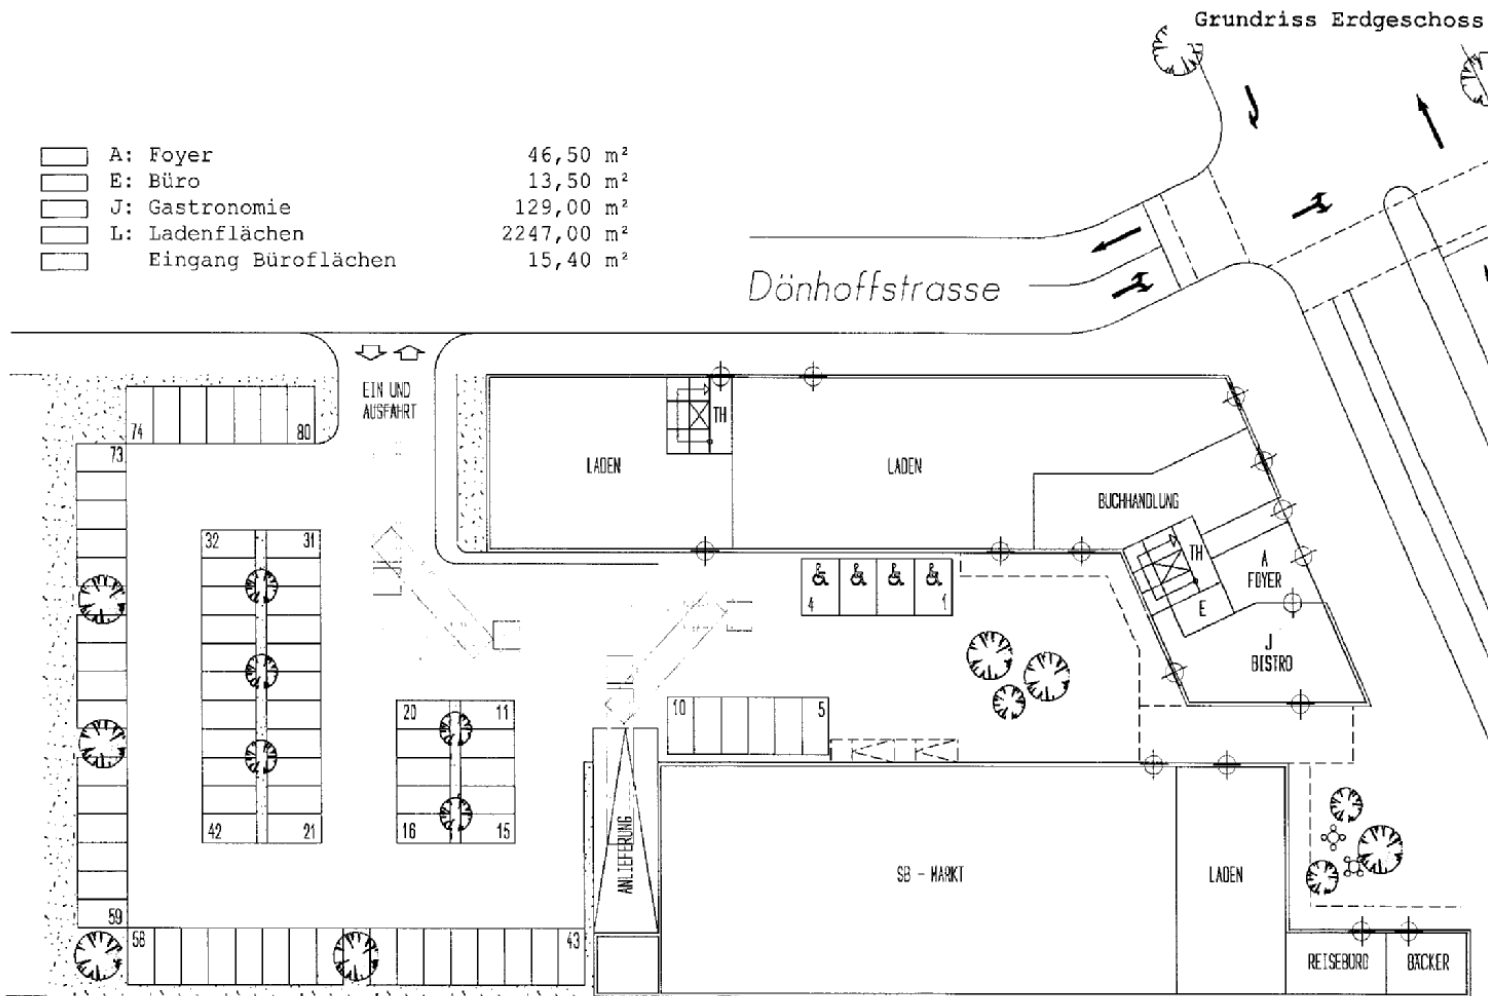 Grundriss Erdgeschoss
A: Foyer 46,50 m²
E: Büro 13,50 m²
J: Gastronomie 129,00 m²
L: Ladenflächen 2247,00 m²
Eingang Büroflächen 15,40 m²
Dönhoffstrasse
EIN UND
AUSFAHRT
74
80
73
TH
LADEN
LADEN
BUCHHANDLUNG
32
31
TH
A
FOYER
4
1
E
J
BISTRO
20
11
10
5
42
21
16
15
ANLIEFERUNG
SB - MARKT
LADEN
59
58
43
REISEBÜRO
BÄCKER